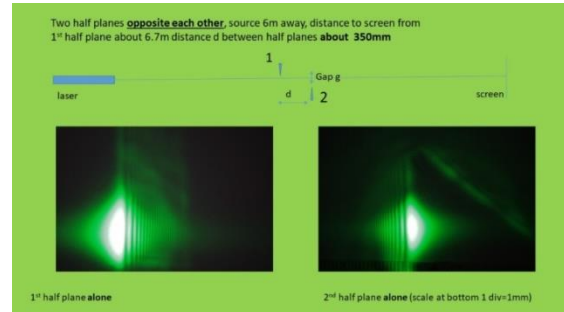 Two half planes opposite each other, source 6m away, distance to screen from
1st half plane about 6.7m distance d between half planes about 350mm
1
Gap g
laser
d
2
screen
1st half plane alone
2nd half plane alone (scale at bottom 1 div=1mm)